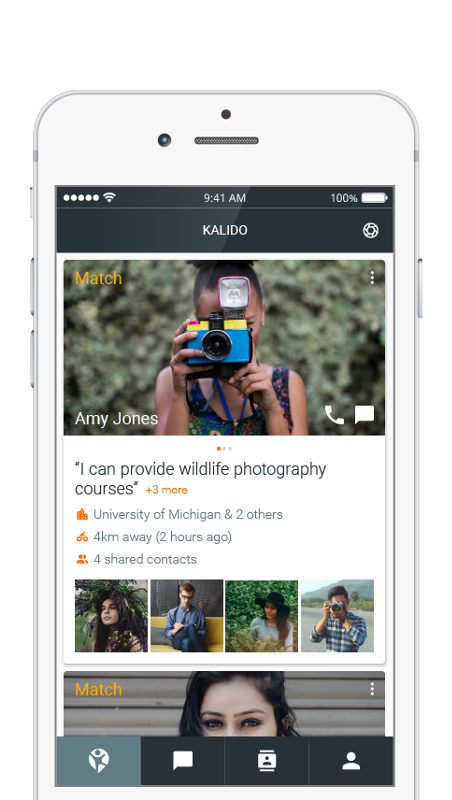 9:41 AM
100%
KALIDO
Match
Amy Jones
“I can provide wildlife photography
courses” +3 more
University of Michigan & 2 others
4km away (2 hours ago)
4 shared contacts
Match